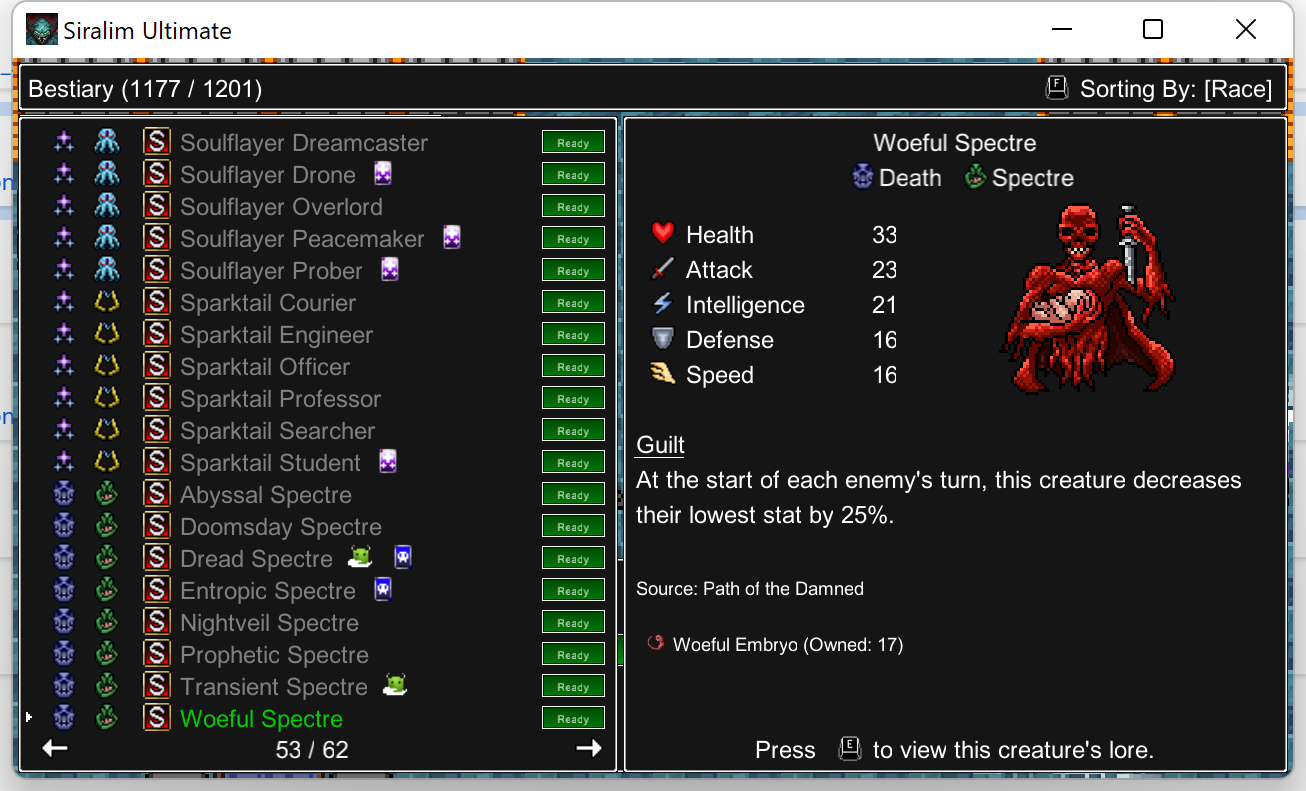 Siralim Ultimate
Bestiary (1177 / 1201)
F Sorting By: [Race]
S Soulflayer Dreamcaster Ready
S Soulflayer Drone Ready
S Soulflayer Overlord Ready
S Soulflayer Peacemaker Ready
S Soulflayer Prober Ready
S Sparktail Courier Ready
S Sparktail Engineer Ready
S Sparktail Officer Ready
S Sparktail Professor Ready
S Sparktail Searcher Ready
S Sparktail Student Ready
S Abyssal Spectre Ready
S Doomsday Spectre Ready
S Dread Spectre Ready
S Entropic Spectre Ready
S Nightveil Spectre Ready
S Prophetic Spectre Ready
S Transient Spectre Ready
S Woeful Spectre Ready
53 / 62
Woeful Spectre
Death Spectre
Health 33
Attack 23
Intelligence 21
Defense 16
Speed 16
Guilt
At the start of each enemy's turn, this creature decreases
their lowest stat by 25%.
Source: Path of the Damned
Woeful Embryo (Owned: 17)
Press E to view this creature's lore.